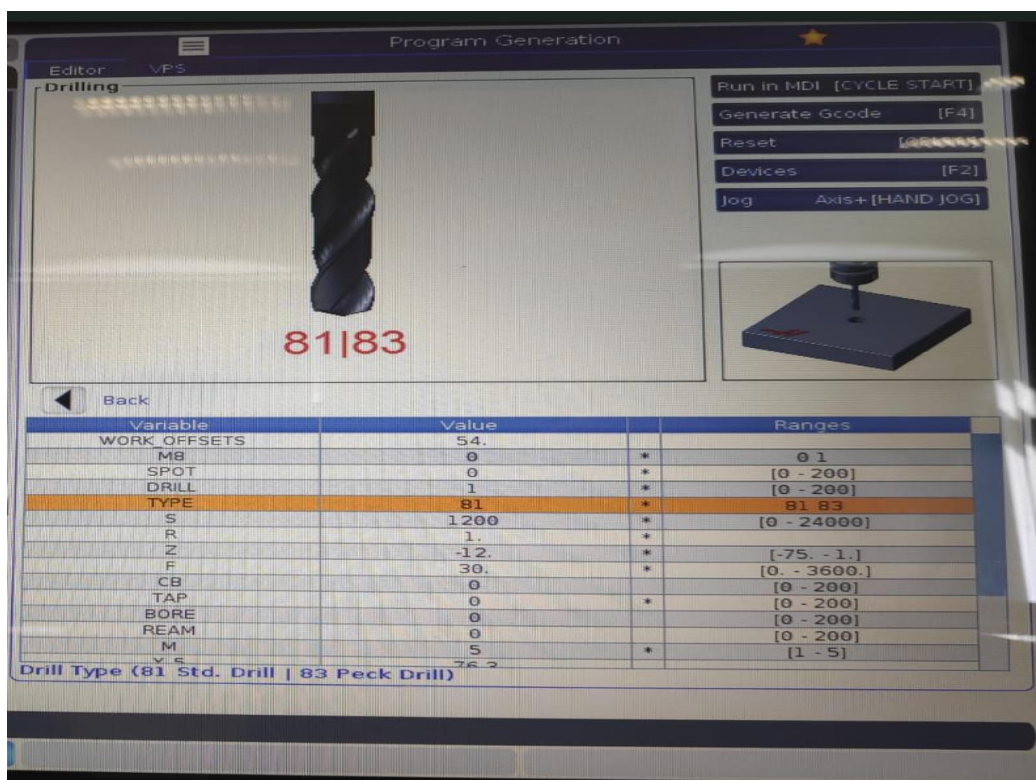 Program Generation
Editor VPS
Drilling
81|83
Run in MDI [CYCLE START]
Generate Gcode [F4]
Reset
Devices [F2]
Jog Axis+[HAND JOG]
Back
Variable Value Ranges
WORK_OFFSETS 54.
M8 0 * 0 1
SPOT 0 * [0 - 200]
DRILL 1 * [0 - 200]
TYPE 81 * 81 83
S 1200 * [0 - 24000]
R 1. *
Z -12. * [-75. - 1.]
F 30. * [0. - 3600.]
CB 0 [0 - 200]
TAP 0 * [0 - 200]
BORE 0 [0 - 200]
REAM 0 [0 - 200]
M 5 * [1 - 5]
Drill Type (81 Std. Drill | 83 Peck Drill)